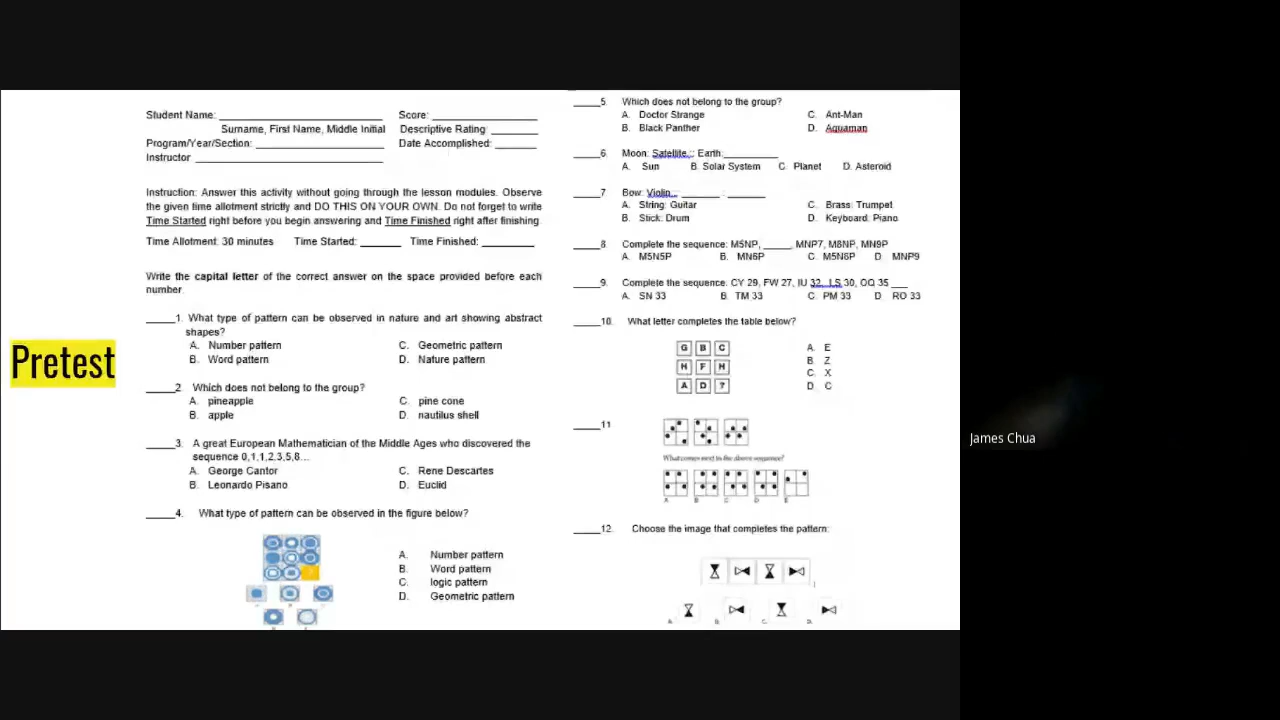 Pretest
Student Name: ____________ Score: ____________
Surname, First Name, Middle Initial Descriptive Rating: ________
Program/Year/Section: ____________ Date Accomplished: _______
Instructor ____________
Instruction: Answer this activity without going through the lesson modules. Observe
the given time allotment strictly and DO THIS ON YOUR OWN. Do not forget to write
Time Started right before you begin answering and Time Finished right after finishing.
Time Allotment: 30 minutes Time Started: _______ Time Finished: _________
Write the capital letter of the correct answer on the space provided before each
number.
_____1. What type of pattern can be observed in nature and art showing abstract
shapes?
A. Number pattern C. Geometric pattern
B. Word pattern D. Nature pattern
_____2 Which does not belong to the group?
A. pineapple C. pine cone
B. apple D. nautilus shell
_____3. A great European Mathematician of the Middle Ages who discovered the
sequence 0,1,1,2,3,5,8...
A. George Cantor C. Rene Descartes
B. Leonardo Pisano D. Euclid
_____4. What type of pattern can be observed in the figure below?
A. Number pattern
B. Word pattern
C. logic pattern
D. Geometric pattern
_____5. Which does not belong to the group?
A. Doctor Strange C. Ant-Man
B. Black Panther D. Aquaman
_____6. Moon: Satellite :: Earth:_________
A. Sun B. Solar System C. Planet D. Asteroid
_____7 Bow: Violin:: _______ : _______
A. String: Guitar C. Brass: Trumpet
B. Stick: Drum D. Keyboard: Piano
_____8 Complete the sequence: M5NP, _____, MNP7, M8NP, MN9P
A. M5N5P B. MN6P C. M5N6P D MNP9
_____9. Complete the sequence. CY 29, FW 27, IU 32, LS 30, OQ 35 ___
A. SN 33 B. TM 33 C. PM 33 D RO 33
_____10. What letter completes the table below?
G B C
N F H
A D ?
A. E
B. Z
C. X
D C
_____11
What comes next in the above sequence?
A B C D E
_____12. Choose the image that completes the pattern:
A. B. C. D.
James Chua